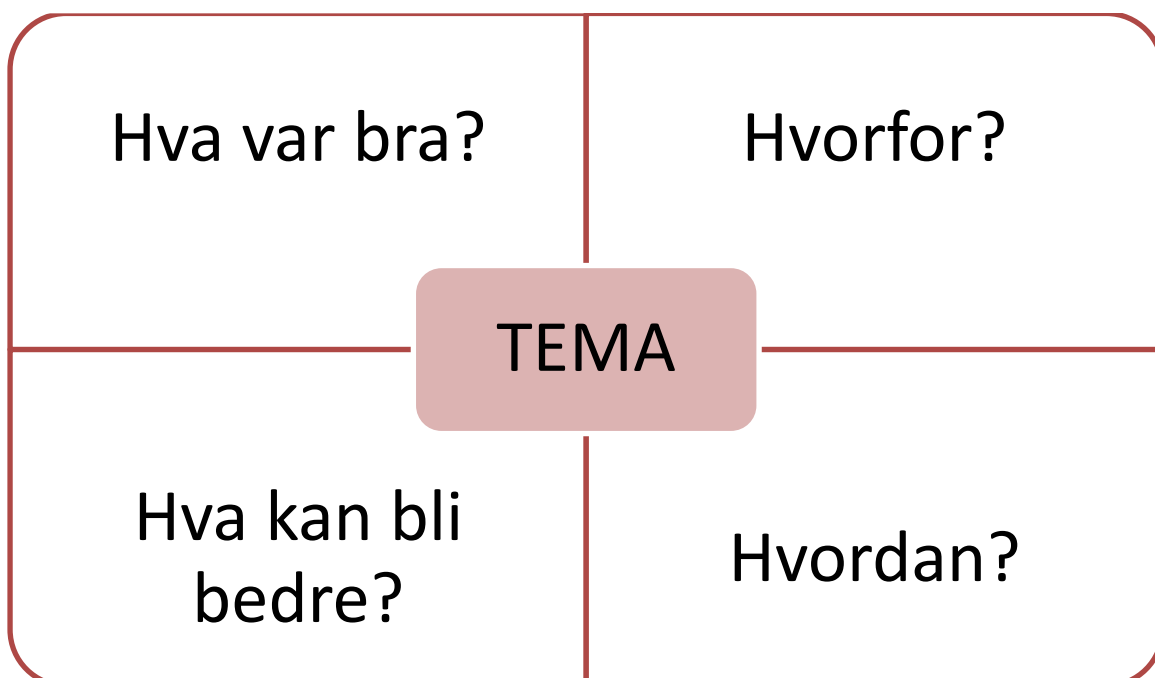 Hva var bra?
Hvorfor?
TEMA
Hva kan bli
bedre?
Hvordan?